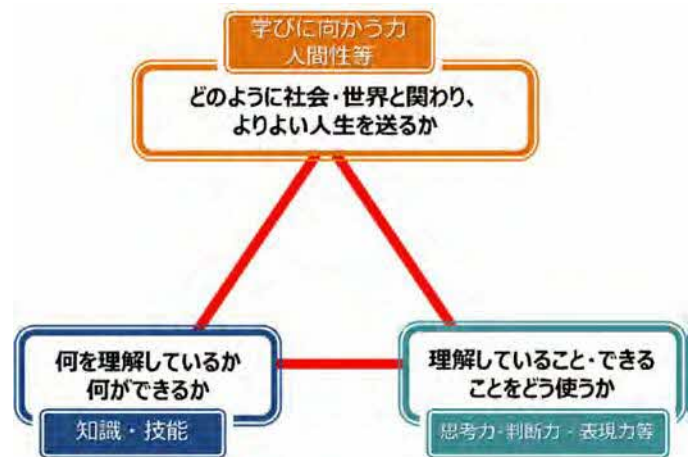 学びに向かう力
人間性等
どのように社会・世界と関わり、
よりよい人生を送るか
何を理解しているか
何ができるか
知識・技能
理解していること・できる
ことをどう使うか
思考力・判断力・表現力等